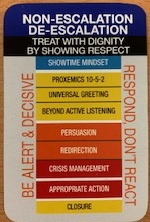 NON-ESCALATION
DE-ESCALATION
TREAT WITH DIGNITY
BY SHOWING RESPECT
BE ALERT & DECISIVE
SHOWTIME MINDSET
PROXEMICS 10-5-2
UNIVERSAL GREETING
BEYOND ACTIVE LISTENING
PERSUASION
REDIRECTION
CRISIS MANAGEMENT
APPROPRIATE ACTION
CLOSURE
RESPOND, DON'T REACT